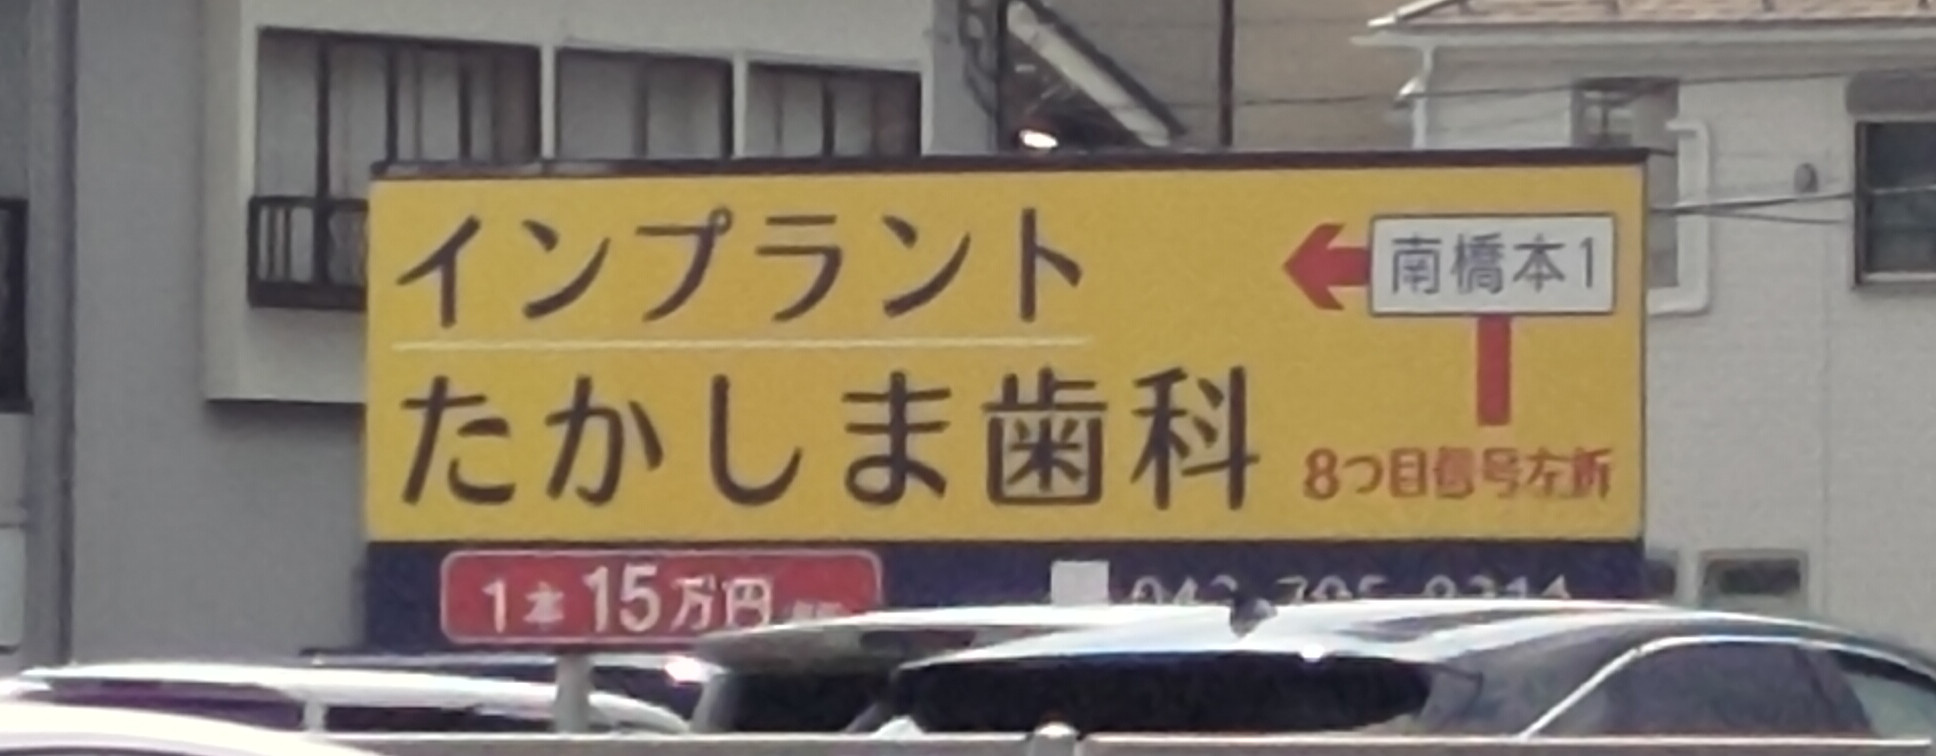 インプラント
たかしま歯科
南橋本1
8つ目信号左折
1本15万円